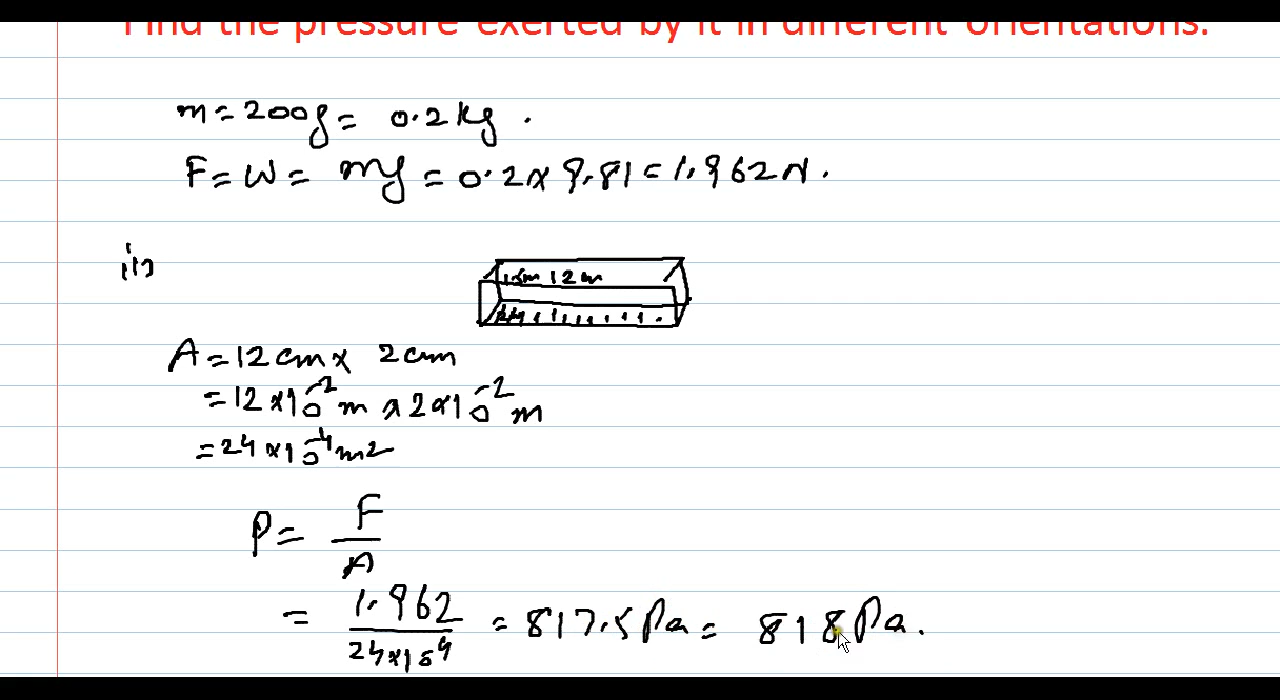 Find the pressure exerted by it in different orientations.
m = 200g = 0.2 kg .
F = W = mg = 0.2 x 9.81 = 1.962 N .
1.5m 12 cm
A = 12 cm x 2 cm
= 12 x 10⁻² m x 2 x 10⁻² m
= 24 x 10⁻⁴ m2
P = F / A
= 1.962 / 24 x 10⁻⁴ = 817.5 Pa = 818 Pa .